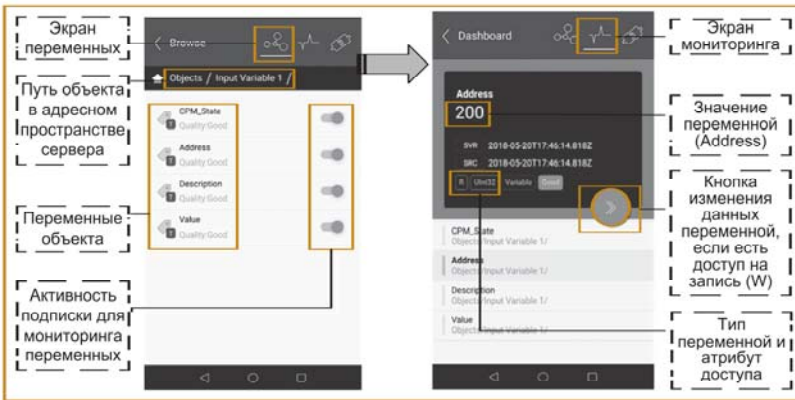 Экран
переменных
Путь объекта
в адресном
пространстве
сервера
Переменные
объекта
Активность
подписки для
мониторинга
переменных
Browse
Objects / Input Variable 1 /
CPM_State
Quality:Good
Address
Quality:Good
Description
Quality:Good
Value
Quality:Good
Dashboard
Address
200
SVR 2018-05-20T17:46:14.818Z
SRC 2018-05-20T17:46:14.818Z
R UInt32 Variable Good
CPM_State
Objects/Input Variable 1/
Address
Objects/Input Variable 1/
Description
Objects/Input Variable 1/
Value
Objects/Input Variable 1/
Экран
мониторинга
Значение
переменной
(Address)
Кнопка
изменения
данных
переменной,
если есть
доступ на
запись (W)
Тип
переменной и
атрибут
доступа